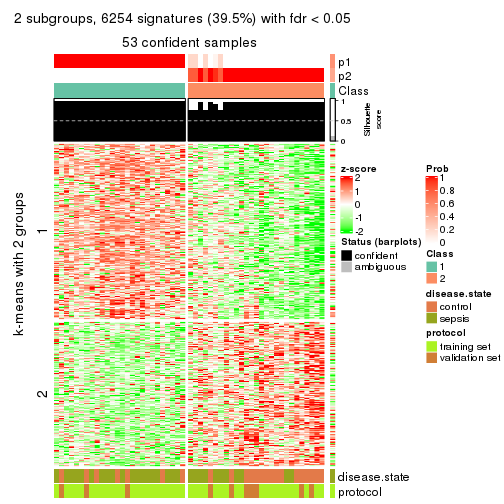 2 subgroups, 6254 signatures (39.5%) with fdr < 0.05
53 confident samples
p1
p2
Class
1
0.5
0
Silhouette
score
k-means with 2 groups
1
2
z-score
2
1
0
-1
-2
Status (barplots)
confident
ambiguous
Prob
1
0.8
0.6
0.4
0.2
0
Class
1
2
disease.state
control
sepsis
protocol
training set
validation set
disease.state
protocol